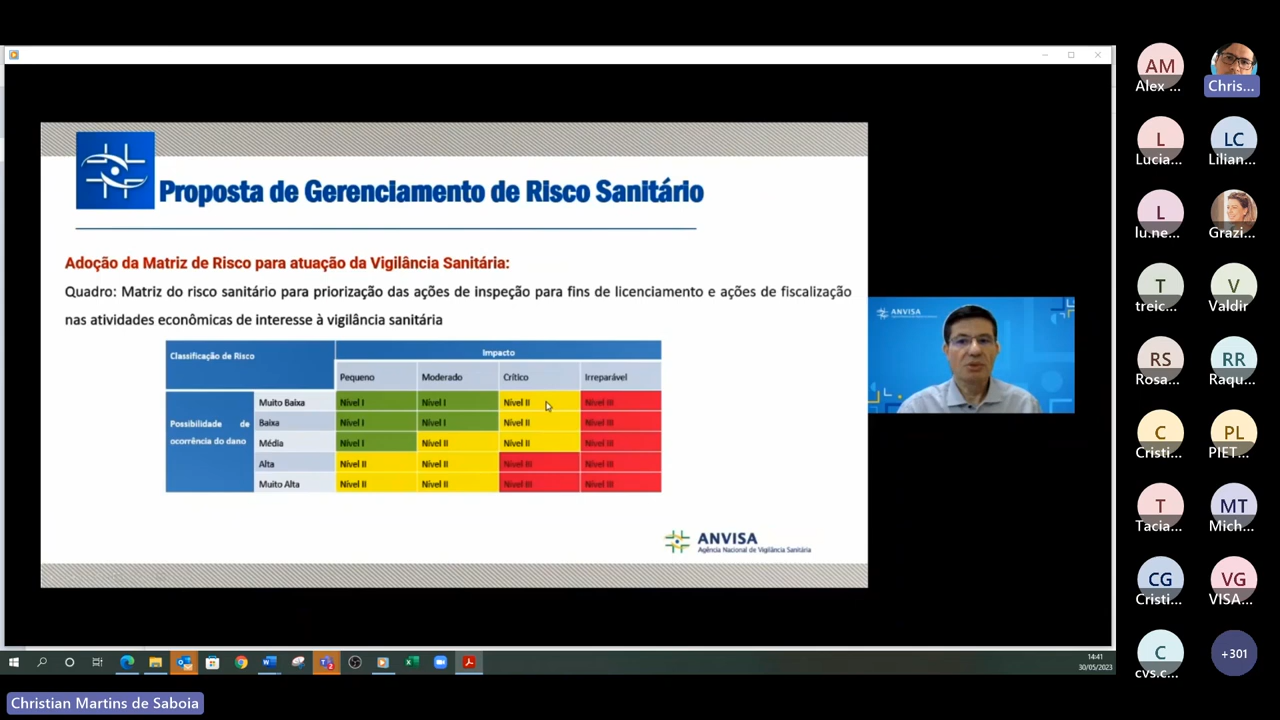 Proposta de Gerenciamento de Risco Sanitário
Adoção da Matriz de Risco para atuação da Vigilância Sanitária:
Quadro: Matriz do risco sanitário para priorização das ações de inspeção para fins de licenciamento e ações de fiscalização
nas atividades econômicas de interesse à vigilância sanitária
Classificação de Risco
Impacto
Pequeno Moderado Crítico Irreparável
Possibilidade de
ocorrência do dano
Muito Baixa Nível I Nível I Nível II Nível III
Baixa Nível I Nível I Nível II Nível III
Média Nível I Nível II Nível II Nível III
Alta Nível II Nível II Nível III Nível III
Muito Alta Nível II Nível II Nível III Nível III
ANVISA
Agência Nacional de Vigilância Sanitária
ANVISA
AM
Alex ...
Chris...
L
Lucia...
LC
Lilian...
L
lu.ne...
Grazi...
T
treic...
V
Valdir
RS
Rosa...
RR
Raqu...
C
Cristi...
PL
PIET...
T
Tacia...
MT
Mich...
CG
Cristi...
VG
VISA...
C
cvs.c...
+301
14:41
30/05/2023
Christian Martins de Saboia